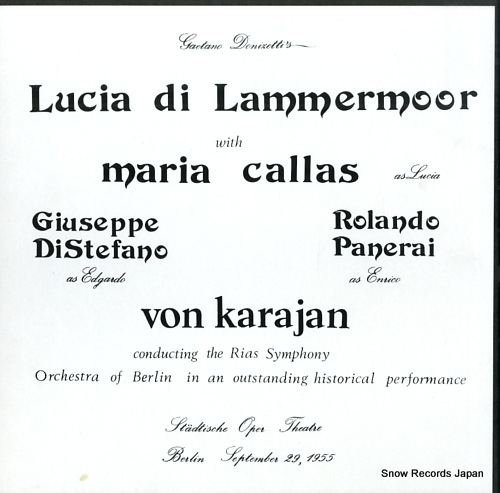 Gaetano Donizetti's
Lucia di Lammermoor
with
maria callas as Lucia
Giuseppe DiStefano as Edgardo
Rolando Panerai as Enrico
von karajan
conducting the Rias Symphony
Orchestra of Berlin in an outstanding historical performance
Städtische Oper Theatre
Berlin September 29, 1955
Snow Records Japan